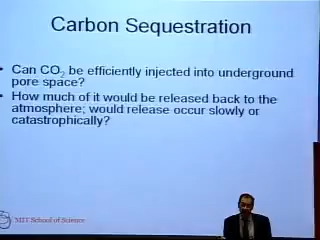 Carbon Sequestration
• Can CO2 be efficiently injected into underground
pore space?
• How much of it would be released back to the
atmosphere; would release occur slowly or
catastrophically?
MIT School of Science